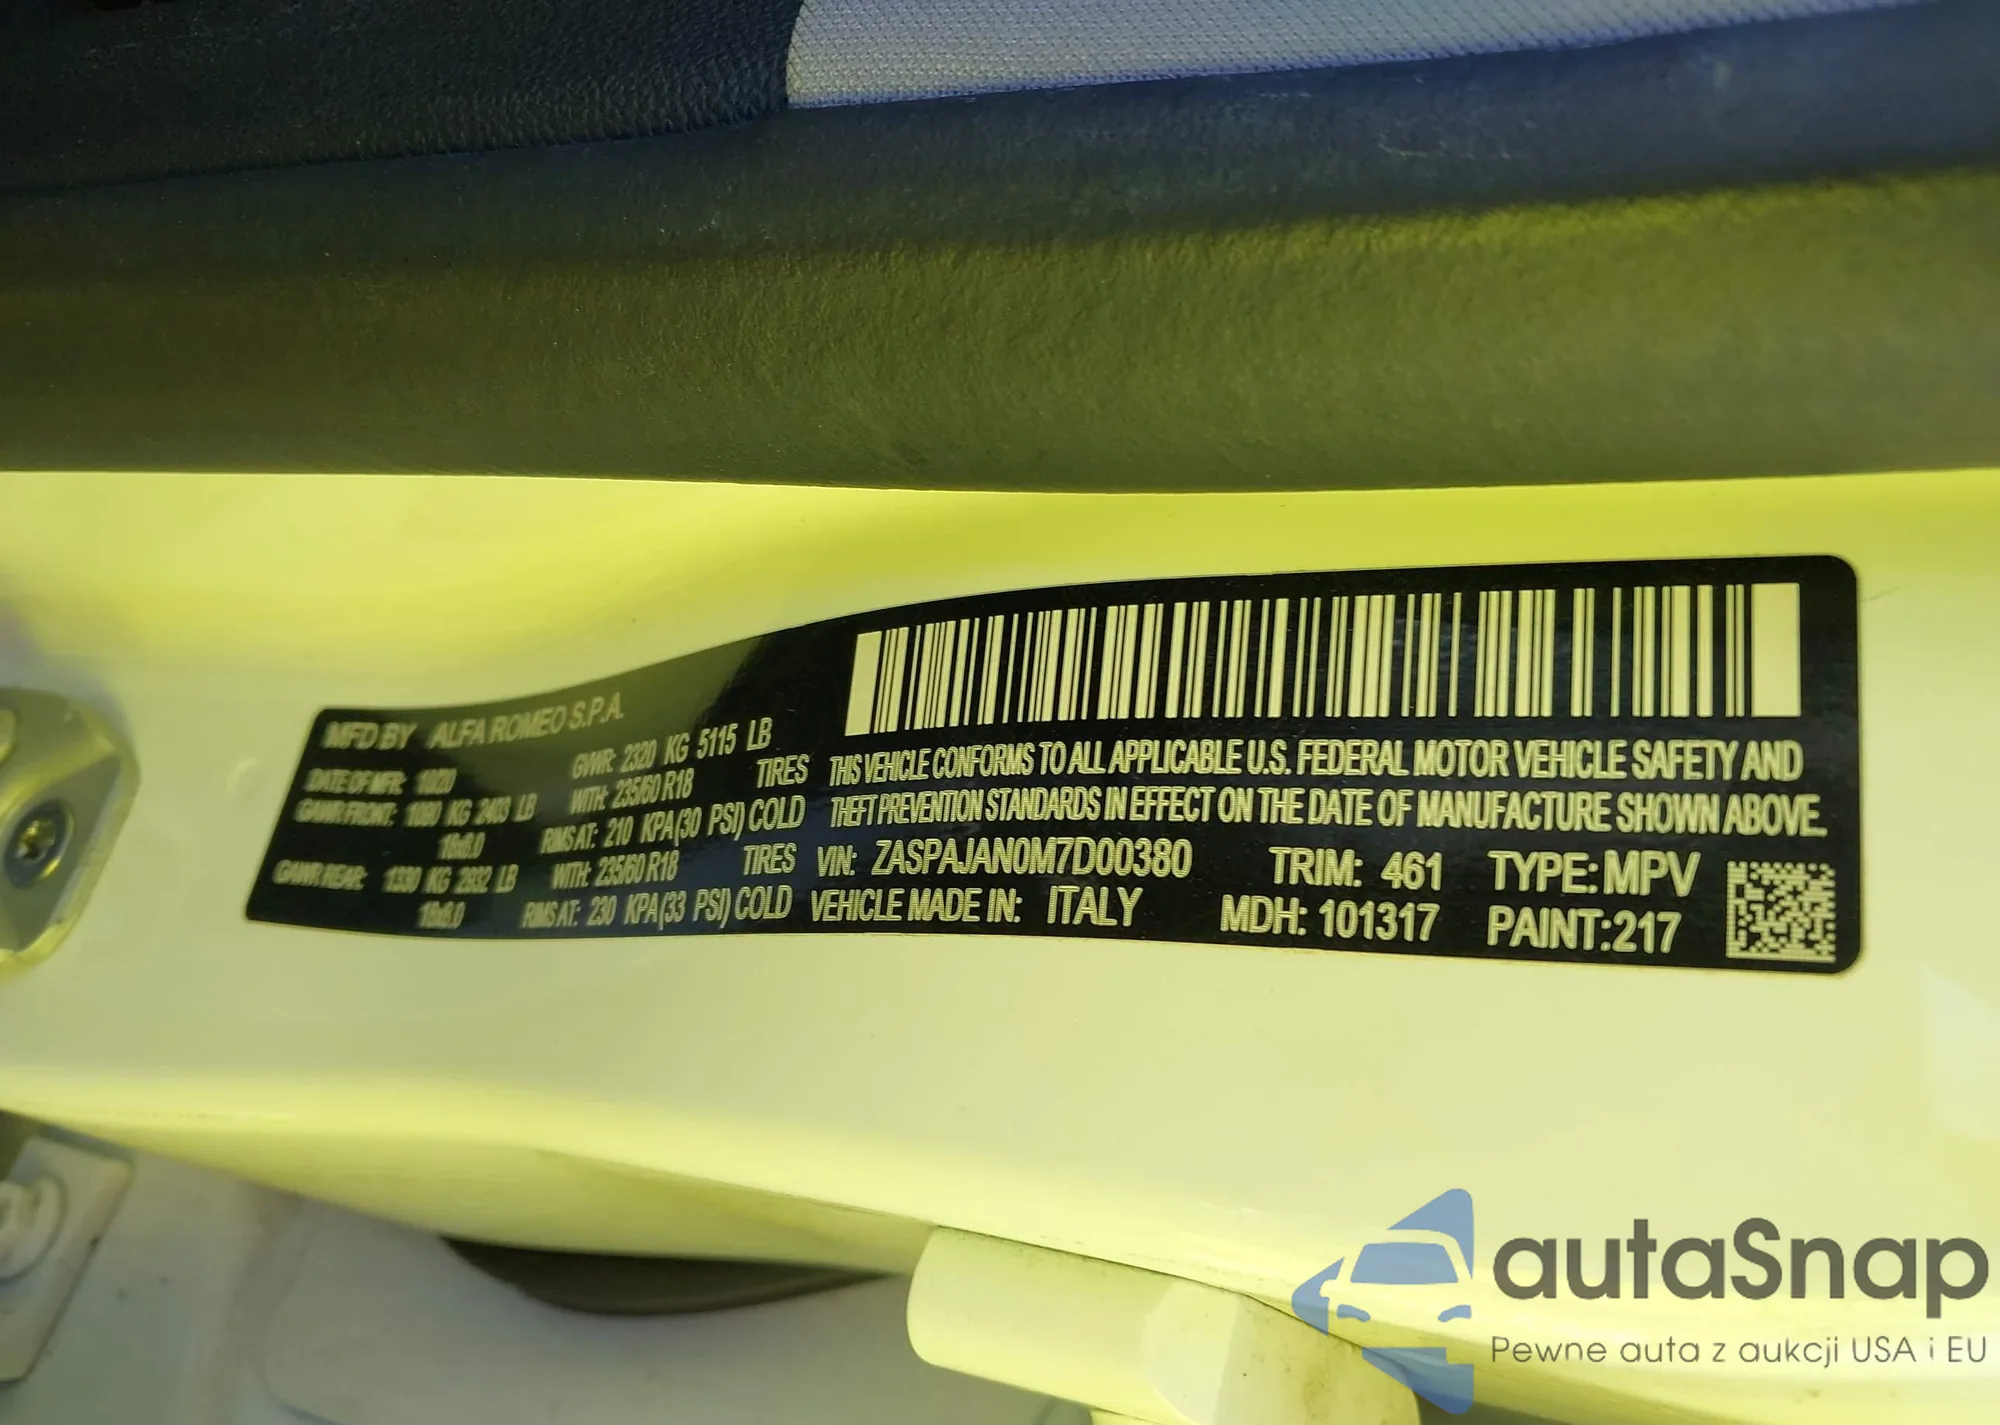 MFD BY ALFA ROMEO S.P.A.
DATE OF MFR: 10/20 GVWR: 2320 KG 5115 LB
GAWR FRONT: 1090 KG 2403 LB WITH: 235/60 R18 TIRES
18x8.0 RIMS AT: 210 KPA(30 PSI) COLD
GAWR REAR: 1330 KG 2932 LB WITH: 235/60 R18 TIRES
18x8.0 RIMS AT: 230 KPA(33 PSI) COLD
THIS VEHICLE CONFORMS TO ALL APPLICABLE U.S. FEDERAL MOTOR VEHICLE SAFETY AND
THEFT PREVENTION STANDARDS IN EFFECT ON THE DATE OF MANUFACTURE SHOWN ABOVE.
VIN: ZASPAJAN0M7D00380 TRIM: 461 TYPE: MPV
VEHICLE MADE IN: ITALY MDH: 101317 PAINT:217
autaSnap
Pewne auta z aukcji USA i EU